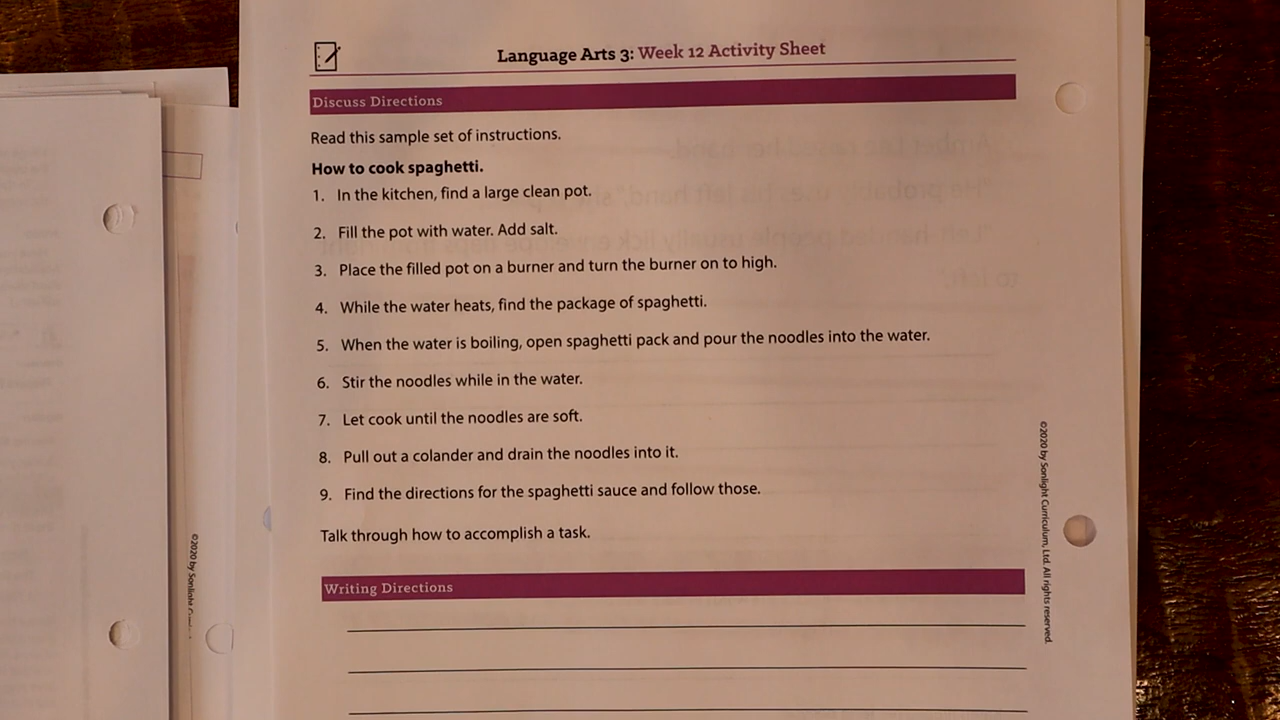 Language Arts 3: Week 12 Activity Sheet
Discuss Directions
Read this sample set of instructions.
How to cook spaghetti.
1. In the kitchen, find a large clean pot.
2. Fill the pot with water. Add salt.
3. Place the filled pot on a burner and turn the burner on to high.
4. While the water heats, find the package of spaghetti.
5. When the water is boiling, open spaghetti pack and pour the noodles into the water.
6. Stir the noodles while in the water.
7. Let cook until the noodles are soft.
8. Pull out a colander and drain the noodles into it.
9. Find the directions for the spaghetti sauce and follow those.
Talk through how to accomplish a task.
Writing Directions
©2020 by Sonlight Curriculum, Ltd. All rights reserved.
©2020 by Sonlight